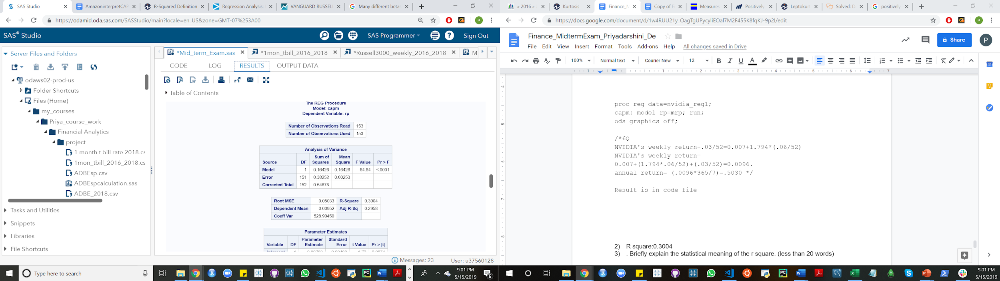 SAS Studio
AmazoninterpretCAP
R-Squared Definition
Regression Analysis:
VANGUARD RUSSEL
Many different betas
https://odamid.oda.sas.com/SASStudio/main?locale=en_US&zone=GMT-07%253A00
SAS® Studio
SAS Programmer
Sign Out
Server Files and Folders
odaws02-prod-us
Folder Shortcuts
Files (Home)
my_courses
Priya_course_work
Financial Analytics
project
1 month t bill rate 2018.cs
1mon_tbill_2016_2018.cs
ADBEsp.csv
ADBEspcalculation.sas
ADBE_2018.csv
Tasks and Utilities
Snippets
Libraries
File Shortcuts
*Mid_term_Exam.sas
*1mon_tbill_2016_2018
*Russell3000_weekly_2016_2018
M
CODE LOG RESULTS OUTPUT DATA
Table of Contents
The REG Procedure
Model: capm
Dependent Variable: rp
Number of Observations Read 153
Number of Observations Used 153
Analysis of Variance
Source DF Sum of Squares Mean Square F Value Pr > F
Model 1 0.16426 0.16426 64.84 <.0001
Error 151 0.38252 0.00253
Corrected Total 152 0.54678
Root MSE 0.05033 R-Square 0.3004
Dependent Mean 0.00952 Adj R-Sq 0.2958
Coeff Var 528.90459
Parameter Estimates
Variable DF Parameter Estimate Standard Error t Value Pr > |t|
Messages: 23
User: u37560128
Type here to search
9:01 PM
5/15/2019
6
» 2016 »
Kurtosis
Finance_M
Copy of F
Measures
Positively
Leptokur
Solved: D
positively
https://docs.google.com/document/d/1w4RUU21y_OagTgUPycyliEOal7M2F455K8fqKJ-9p2I/edit
Finance_MidtermExam_Priyadarshini_De
File Edit View Insert Format Tools Add-ons Help All changes saved in Drive
Share
P
100% Normal text Courier New 12
B I U A
1 1 2 3 4 5 6 7
proc reg data=nvidia_reg1;
capm: model rp=mrp; run;
ods graphics off;
/*6Q
NVIDIA's weekly return-.03/52=0.007+1.794*(.06/52)
NVIDIA's weekly return=
0.007+(1.794*.06/52)+(.03/52)=0.0096.
annual return= (.0096*365/7)=.5030 */
Result is in code file
2) R square:0.3004
3) . Briefly explain the statistical meaning of the r square. (less than 20 words)
9:01 PM
5/15/2019